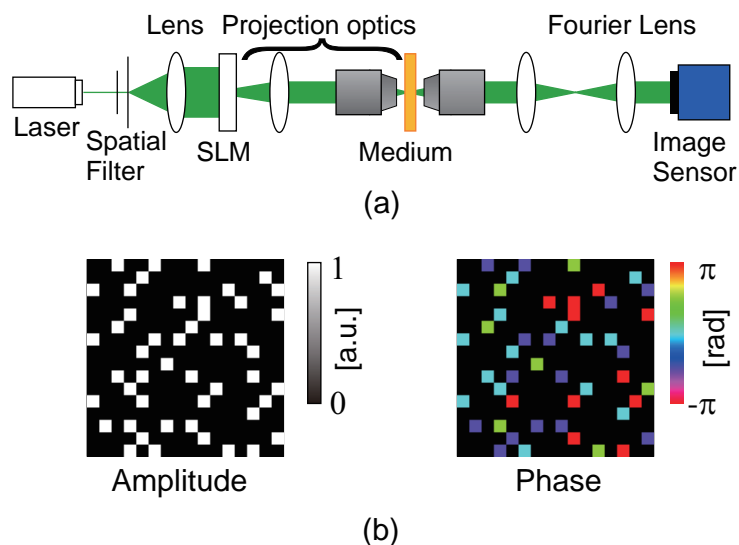 Lens
Projection optics
Fourier Lens
Laser
Spatial
Filter
SLM
Medium
Image
Sensor
(a)
1
[a.u.]
0
π
[rad]
-π
Amplitude
Phase
(b)